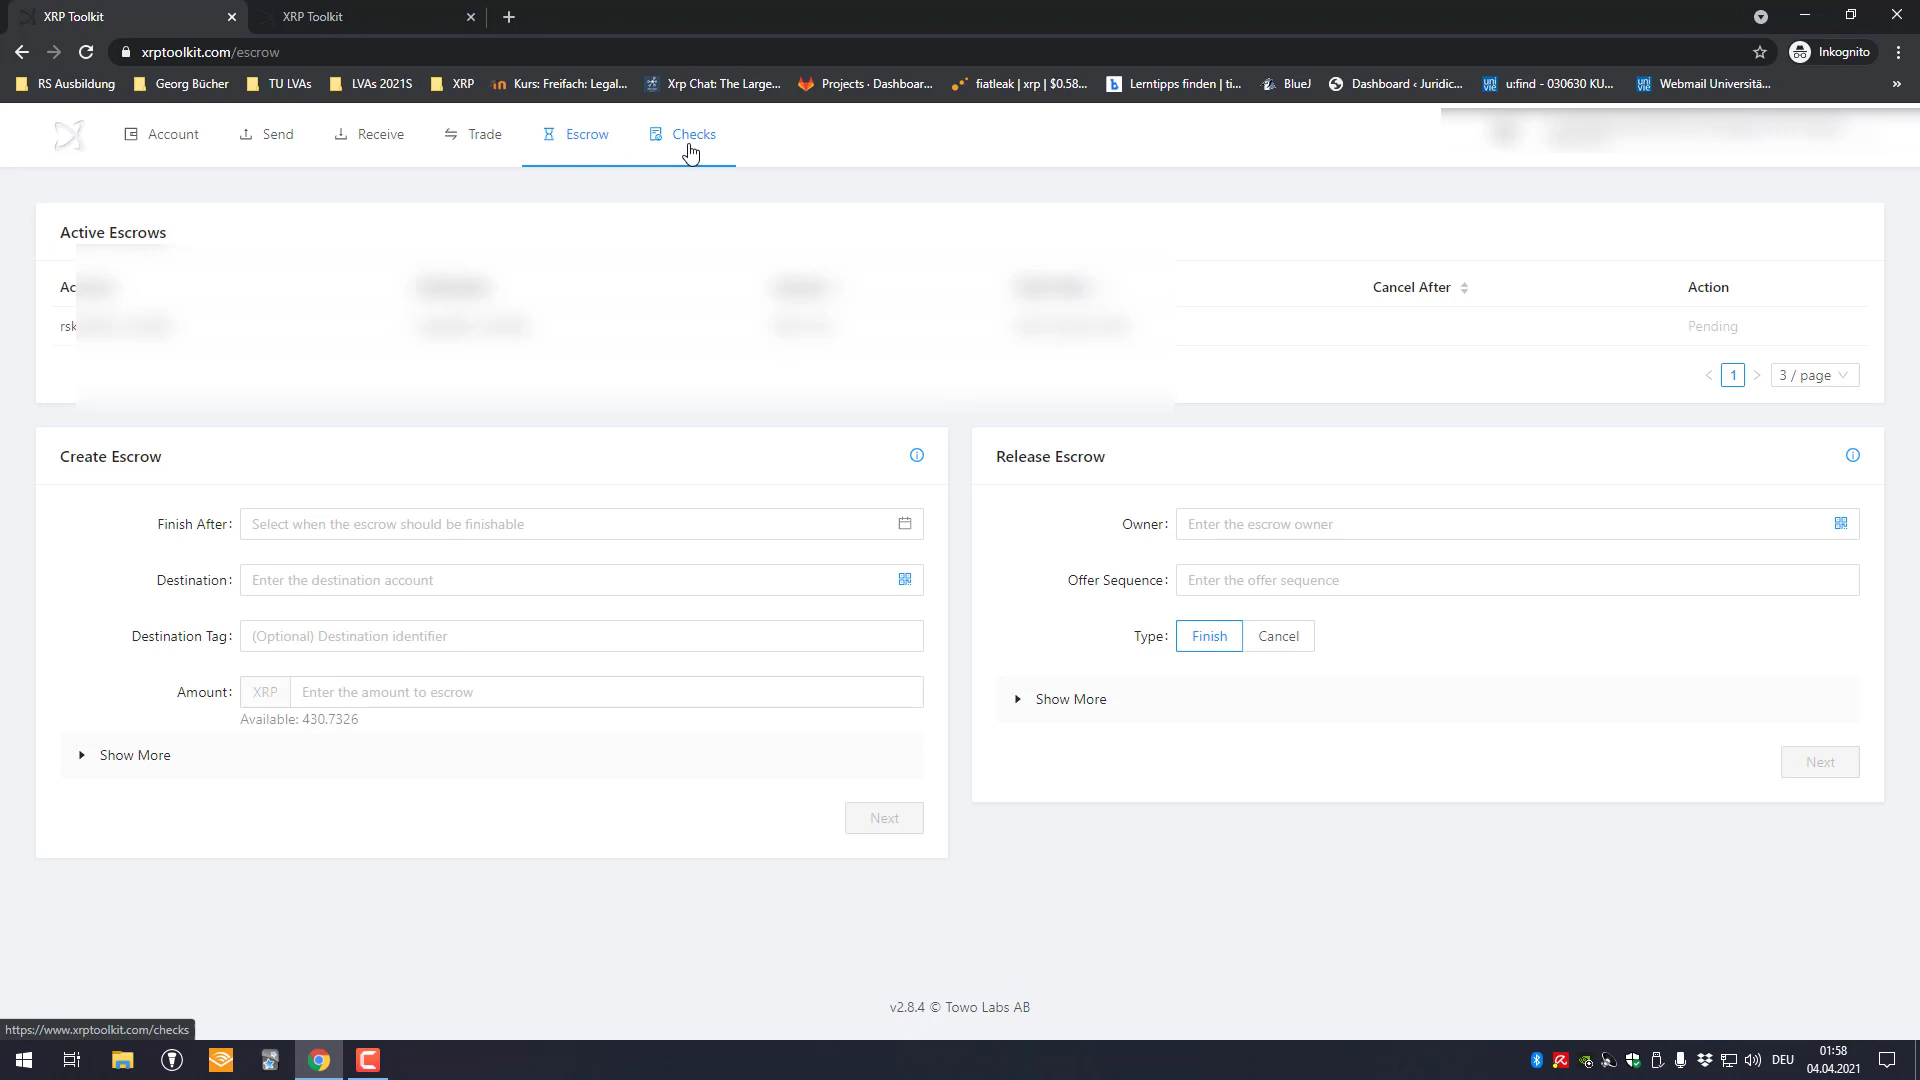 XRP Toolkit
XRP Toolkit
xrptoolkit.com/escrow
Inkognito
RS Ausbildung
Georg Bücher
TU LVAs
LVAs 2021S
XRP
Kurs: Freifach: Legal...
Xrp Chat: The Large...
Projects · Dashboar...
fiatleak | xrp | $0.58...
Lerntipps finden | ti...
BlueJ
Dashboard ‹ Juridic...
u:find - 030630 KU...
Webmail Universitä...
Account
Send
Receive
Trade
Escrow
Checks
Active Escrows
Ac
Cancel After
Action
rsk
Pending
1
3 / page
Create Escrow
Finish After:
Select when the escrow should be finishable
Destination:
Enter the destination account
Destination Tag:
(Optional) Destination identifier
Amount:
XRP
Enter the amount to escrow
Available: 430.7326
Show More
Next
Release Escrow
Owner:
Enter the escrow owner
Offer Sequence:
Enter the offer sequence
Type:
Finish
Cancel
Show More
Next
v2.8.4 © Towo Labs AB
https://www.xrptoolkit.com/checks
DEU
01:58
04.04.2021